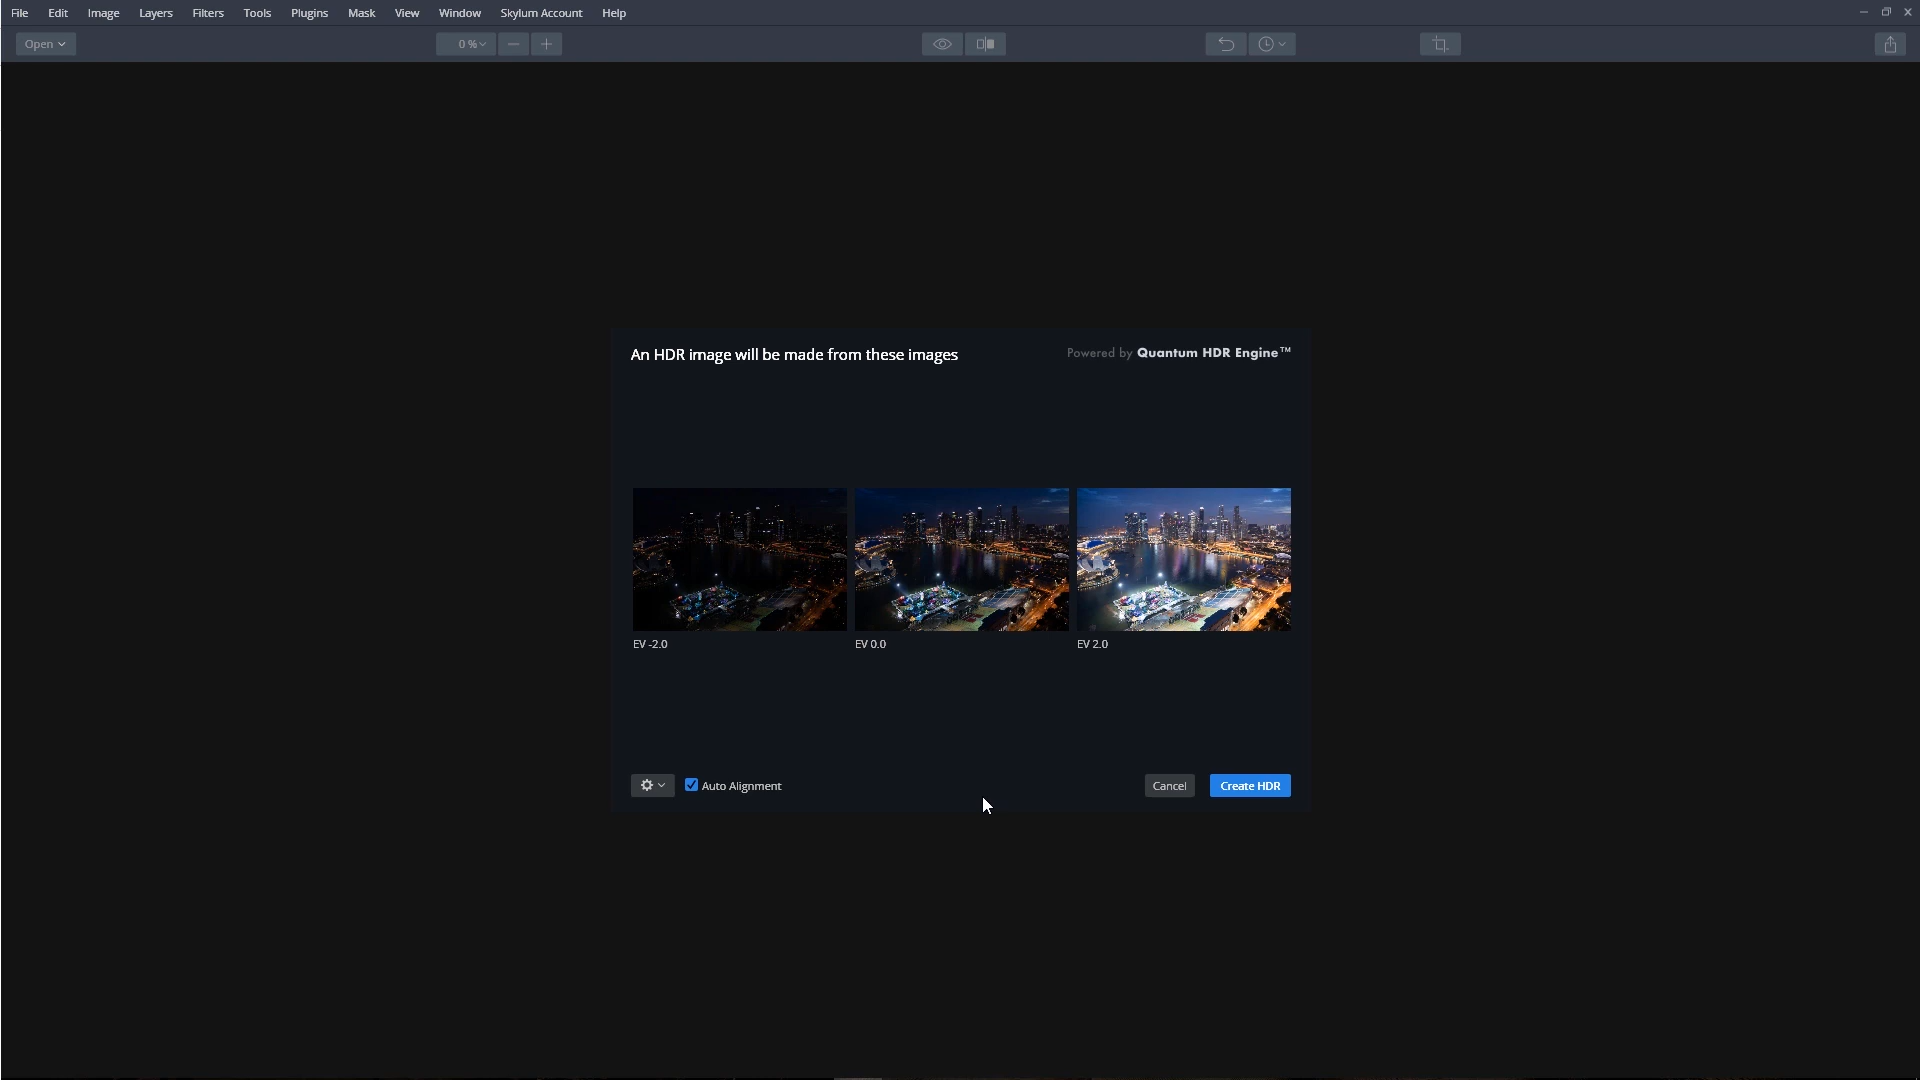 File Edit Image Layers Filters Tools Plugins Mask View Window Skylum Account Help
Open 0 %
An HDR image will be made from these images Powered by Quantum HDR Engine™
EV -2.0 EV 0.0 EV 2.0
Auto Alignment Cancel Create HDR